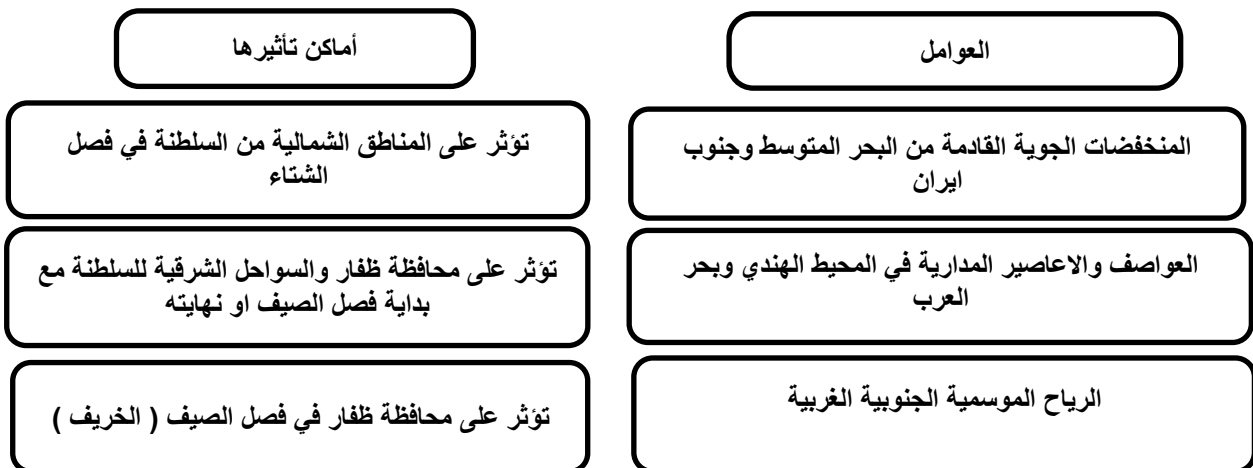 العوامل
أماكن تأثيرها
المنخفضات الجوية القادمة من البحر المتوسط وجنوب
ايران
تؤثر على المناطق الشمالية من السلطنة في فصل
الشتاء
العواصف والاعاصير المدارية في المحيط الهندي وبحر
العرب
تؤثر على محافظة ظفار والسواحل الشرقية للسلطنة مع
بداية فصل الصيف او نهايته
الرياح الموسمية الجنوبية الغربية
تؤثر على محافظة ظفار في فصل الصيف ( الخريف )